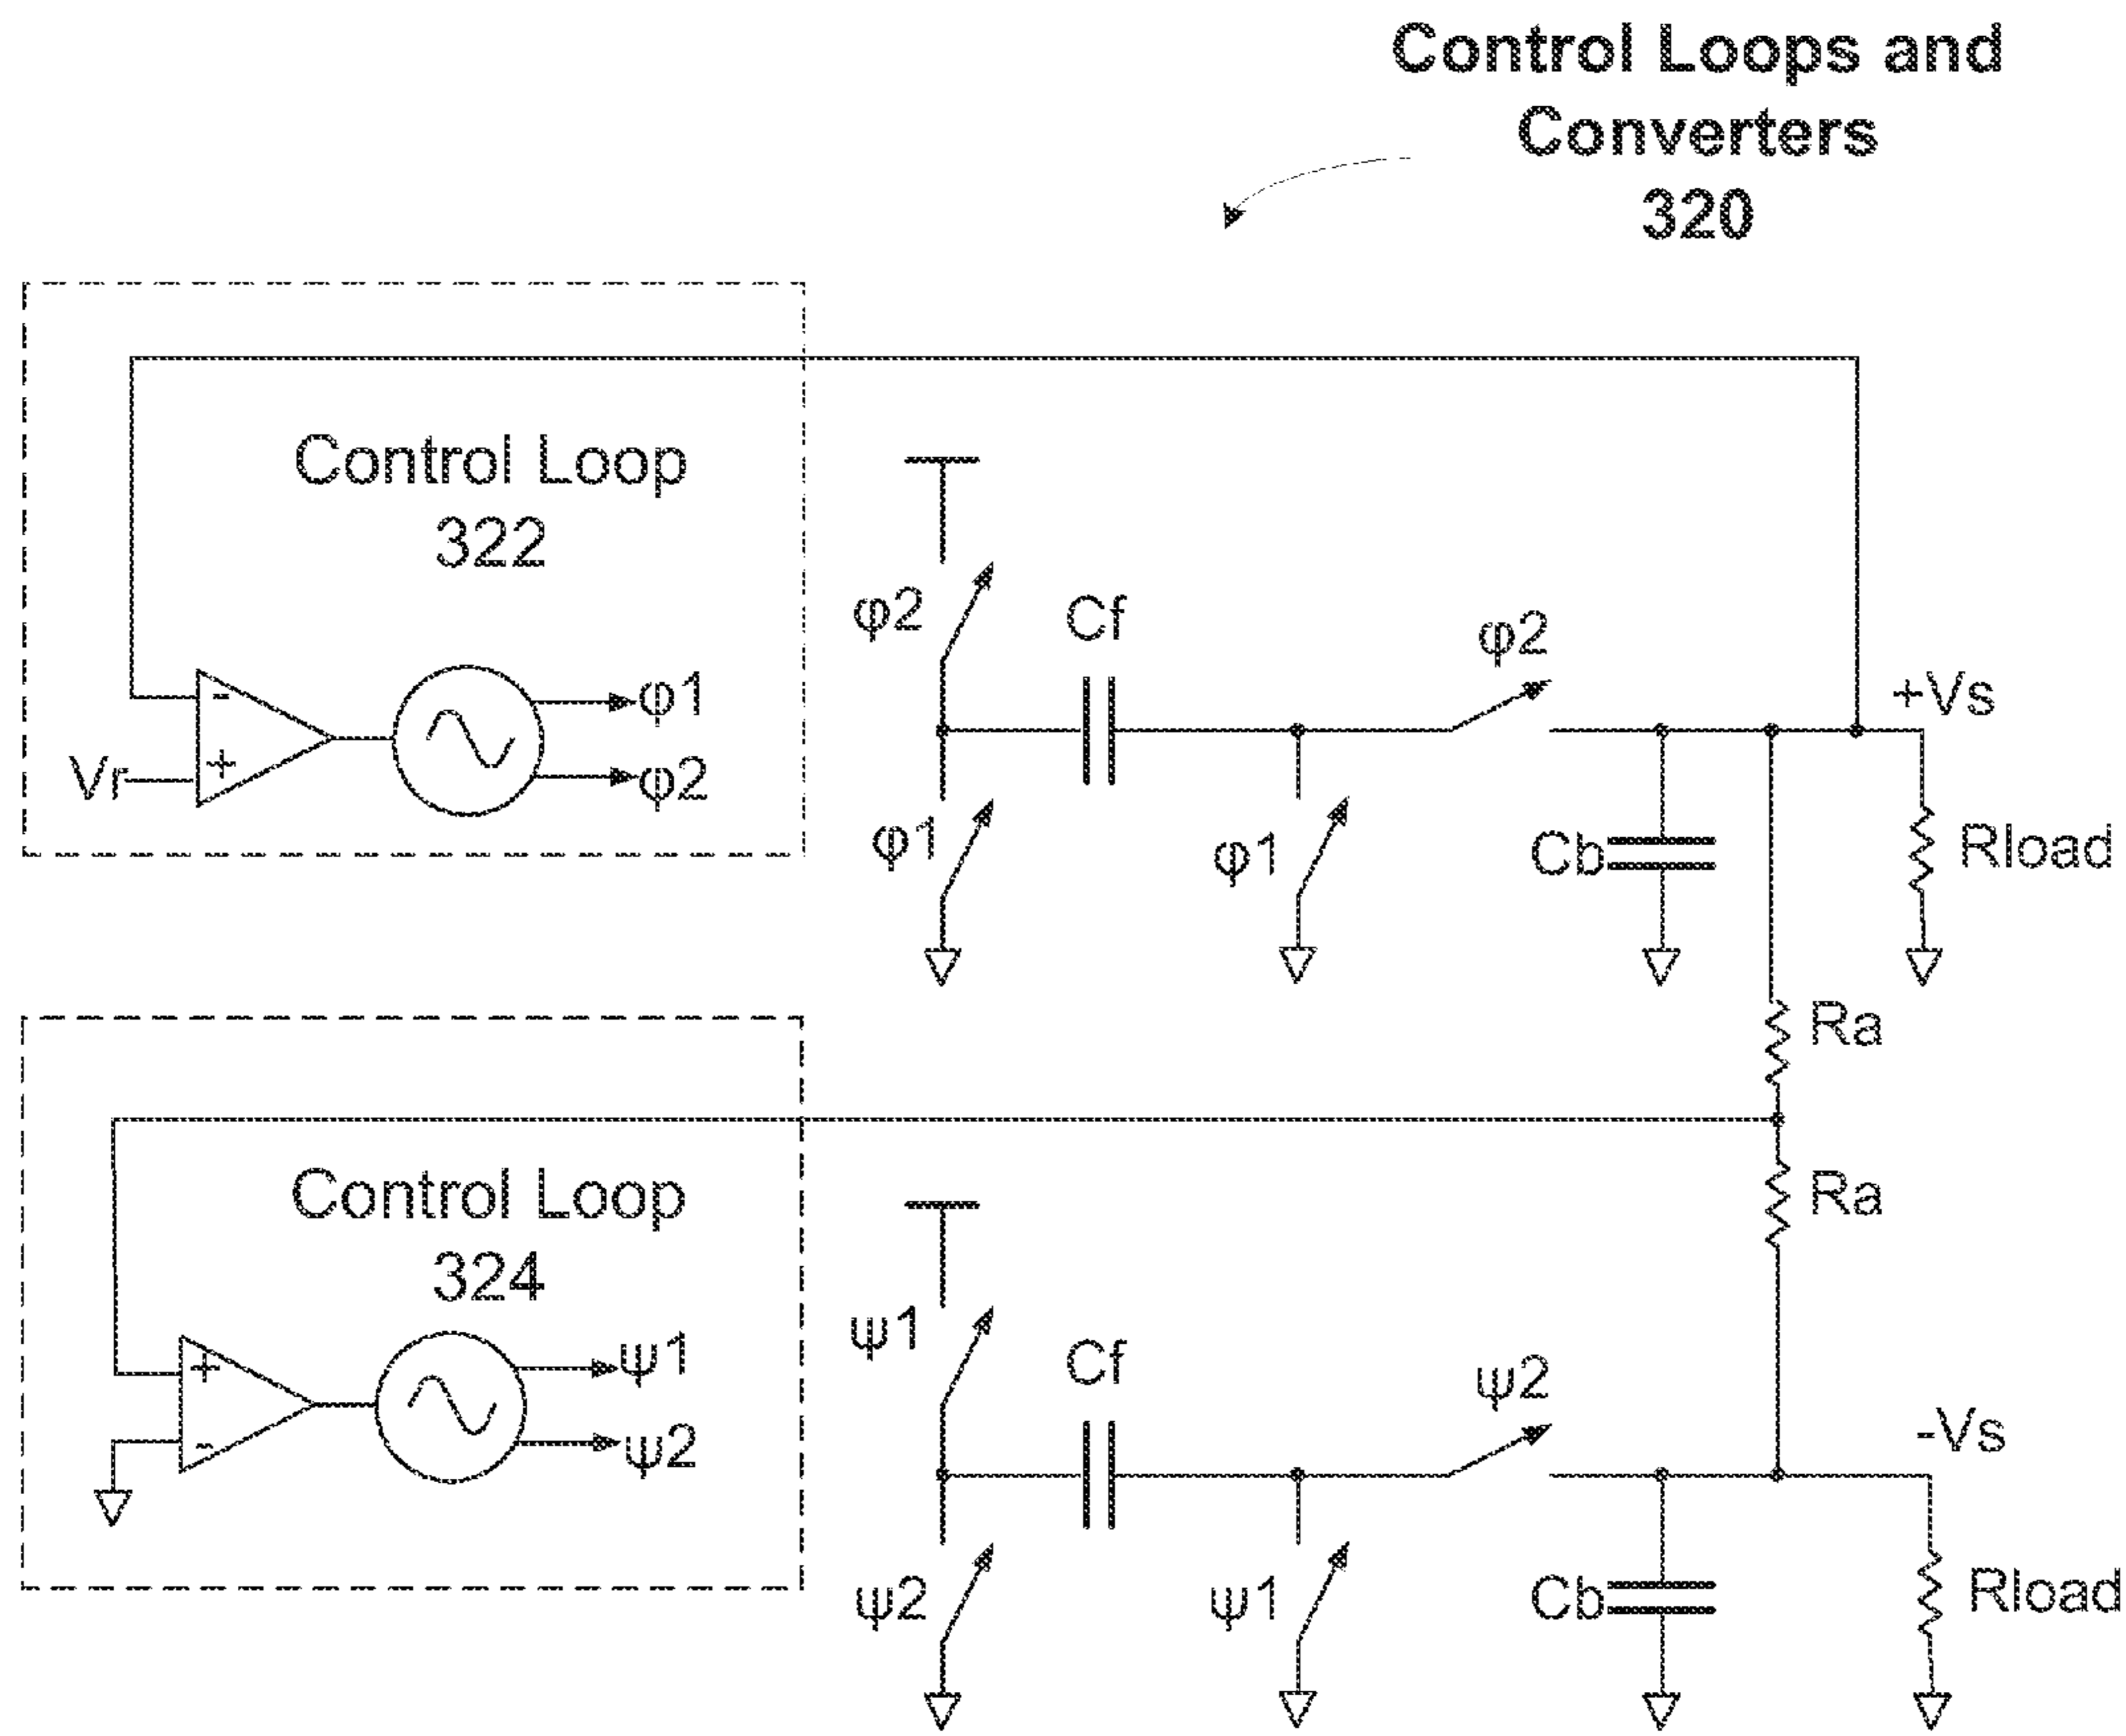 Control Loops and
Converters
320
Control Loop
322
φ2
Cf
φ2
+Vs
-
φ1
Vr
+
φ2
φ1
φ1
Cb
Rload
Ra
Control Loop
324
Ra
ψ1
Cf
ψ2
+
ψ1
-
ψ2
-Vs
ψ2
ψ1
Cb
Rload